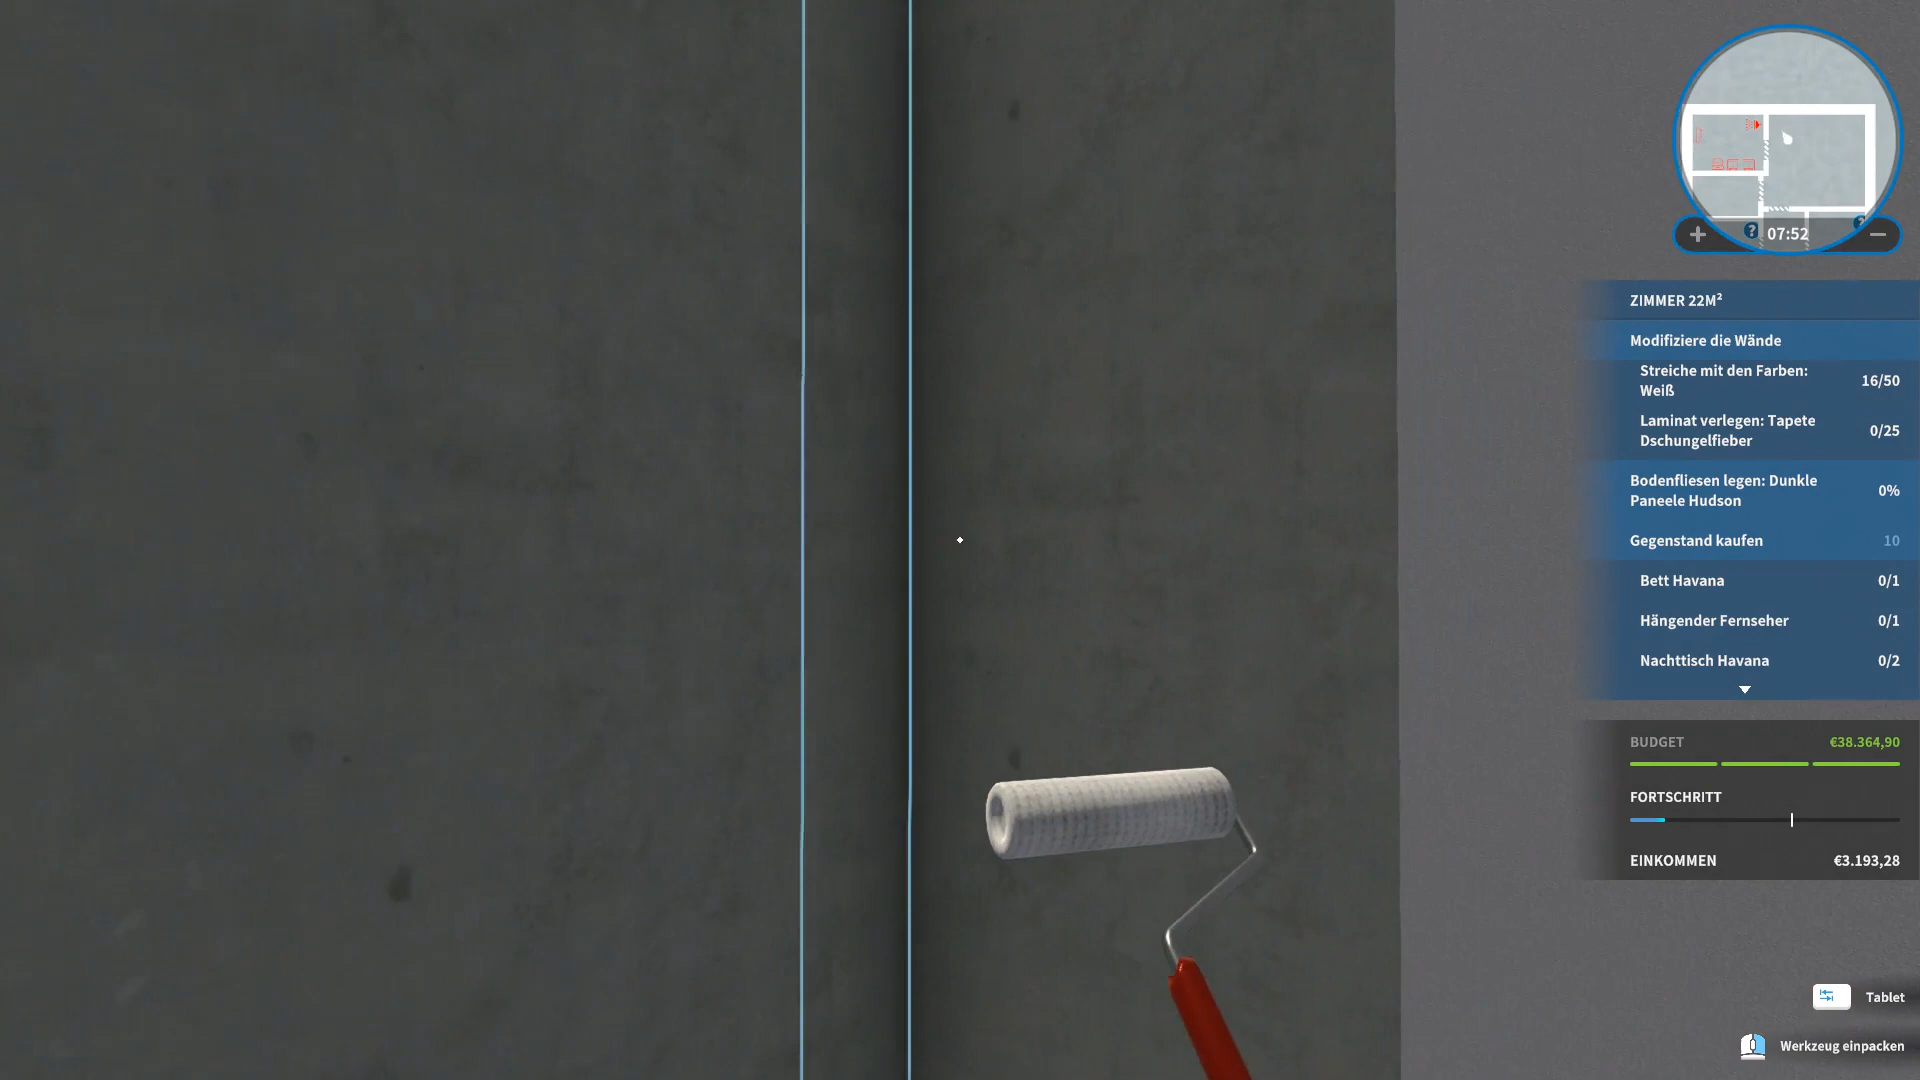 07:52
ZIMMER 22M²
Modifiziere die Wände
Streiche mit den Farben:
Weiß
16/50
Laminat verlegen: Tapete
Dschungelfieber
0/25
Bodenfliesen legen: Dunkle
Paneele Hudson
0%
Gegenstand kaufen 10
Bett Havana 0/1
Hängender Fernseher 0/1
Nachttisch Havana 0/2
BUDGET €38.364,90
FORTSCHRITT
EINKOMMEN €3.193,28
Tablet
Werkzeug einpacken